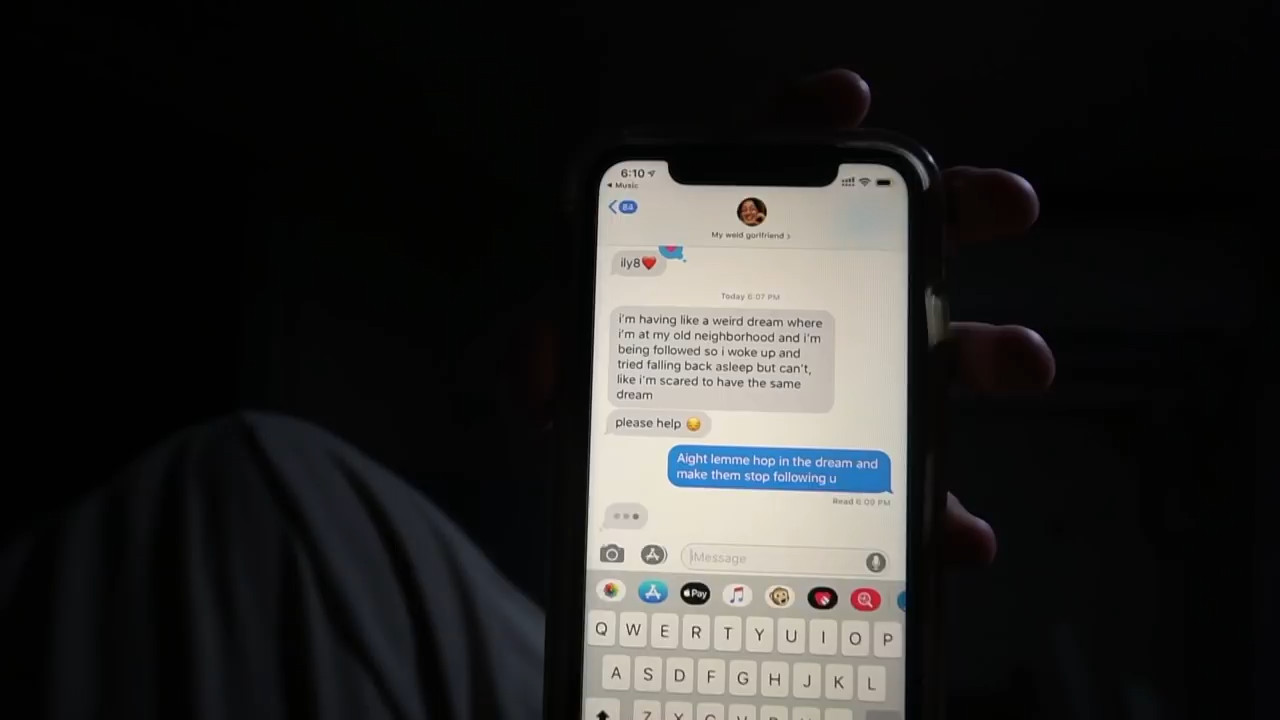 6:10
Music
84
My weid gorlfriend
ily8❤️
Today 6:07 PM
i'm having like a weird dream where
i'm at my old neighborhood and i'm
being followed so i woke up and
tried falling back asleep but can't,
like i'm scared to have the same
dream
please help 😔
Aight lemme hop in the dream and
make them stop following u
Read 6:09 PM
iMessage
Pay
Q W E R T Y U I O P
A S D F G H J K L
Z X C